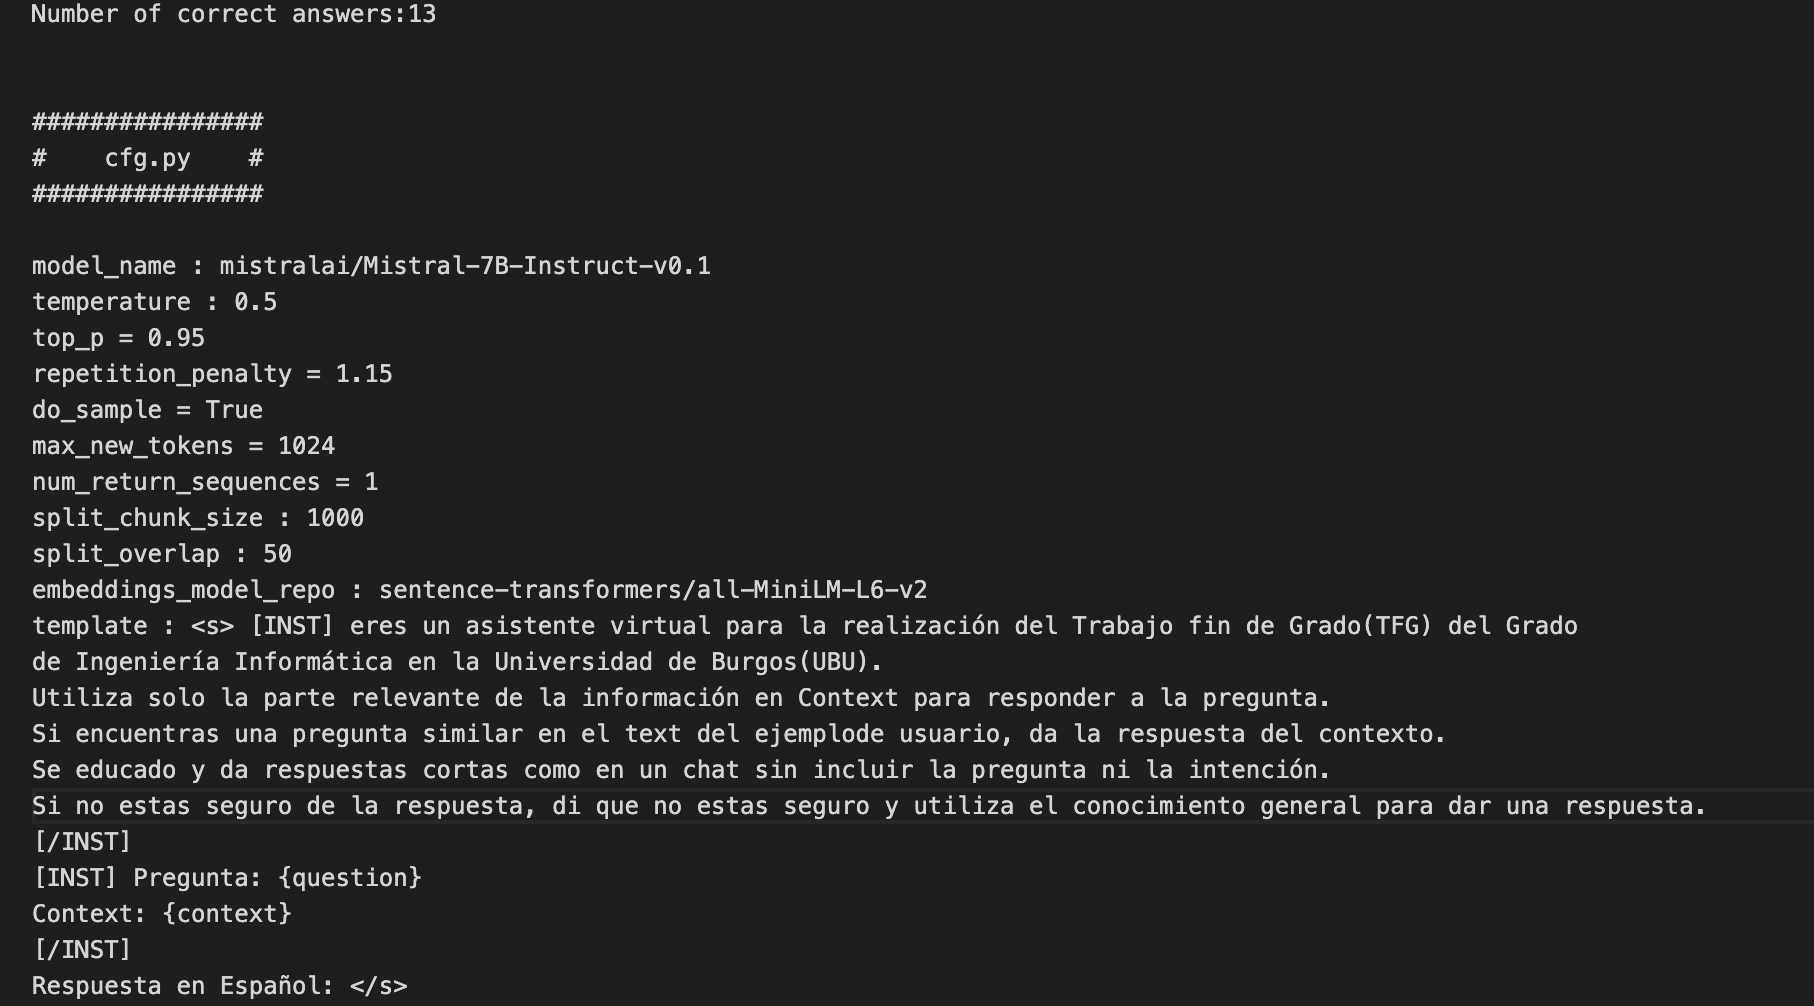 Number of correct answers:13
################
#    cfg.py    #
################
model_name : mistralai/Mistral-7B-Instruct-v0.1
temperature : 0.5
top_p = 0.95
repetition_penalty = 1.15
do_sample = True
max_new_tokens = 1024
num_return_sequences = 1
split_chunk_size : 1000
split_overlap : 50
embeddings_model_repo : sentence-transformers/all-MiniLM-L6-v2
template : <s> [INST] eres un asistente virtual para la realización del Trabajo fin de Grado(TFG) del Grado
de Ingeniería Informática en la Universidad de Burgos(UBU).
Utiliza solo la parte relevante de la información en Context para responder a la pregunta.
Si encuentras una pregunta similar en el text del ejemplode usuario, da la respuesta del contexto.
Se educado y da respuestas cortas como en un chat sin incluir la pregunta ni la intención.
Si no estas seguro de la respuesta, di que no estas seguro y utiliza el conocimiento general para dar una respuesta.
[/INST]
[INST] Pregunta: {question}
Context: {context}
[/INST]
Respuesta en Español: </s>